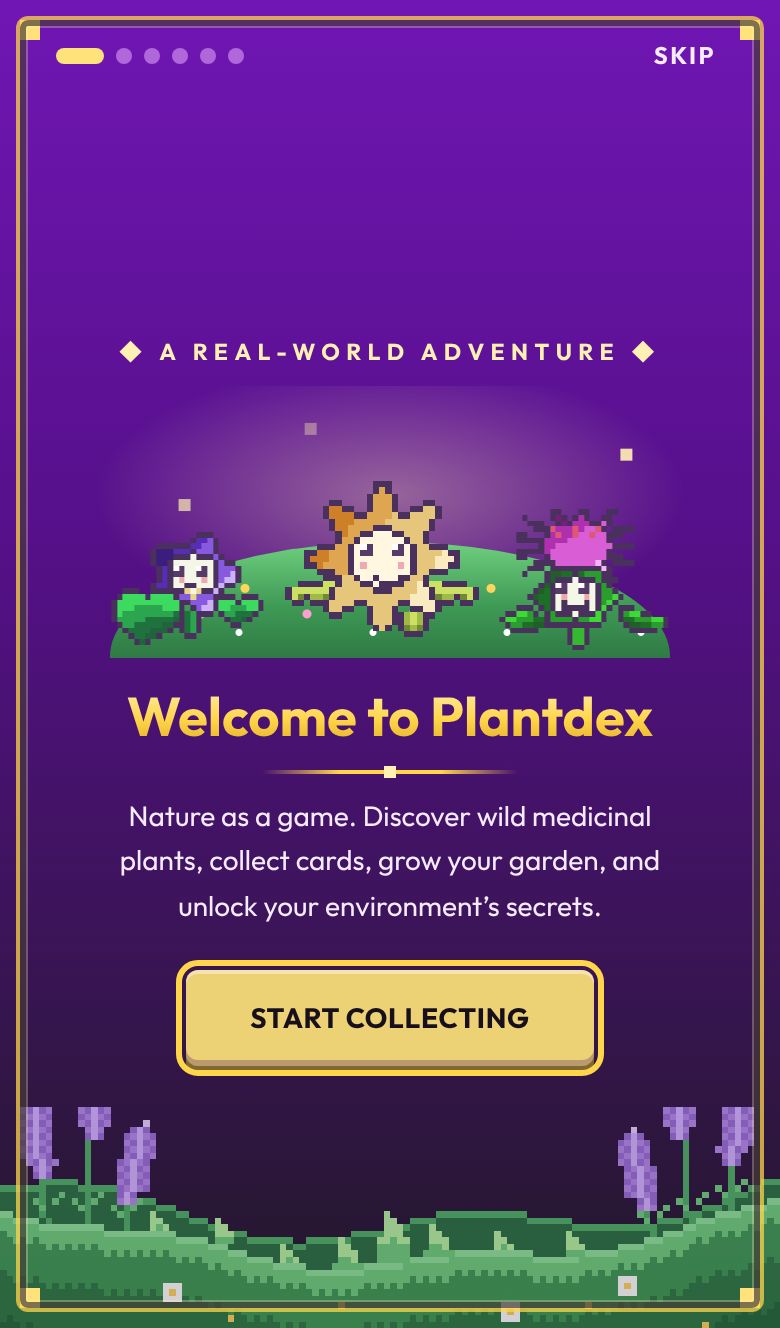 SKIP
A REAL-WORLD ADVENTURE
Welcome to Plantdex
Nature as a game. Discover wild medicinal
plants, collect cards, grow your garden, and
unlock your environment’s secrets.
START COLLECTING